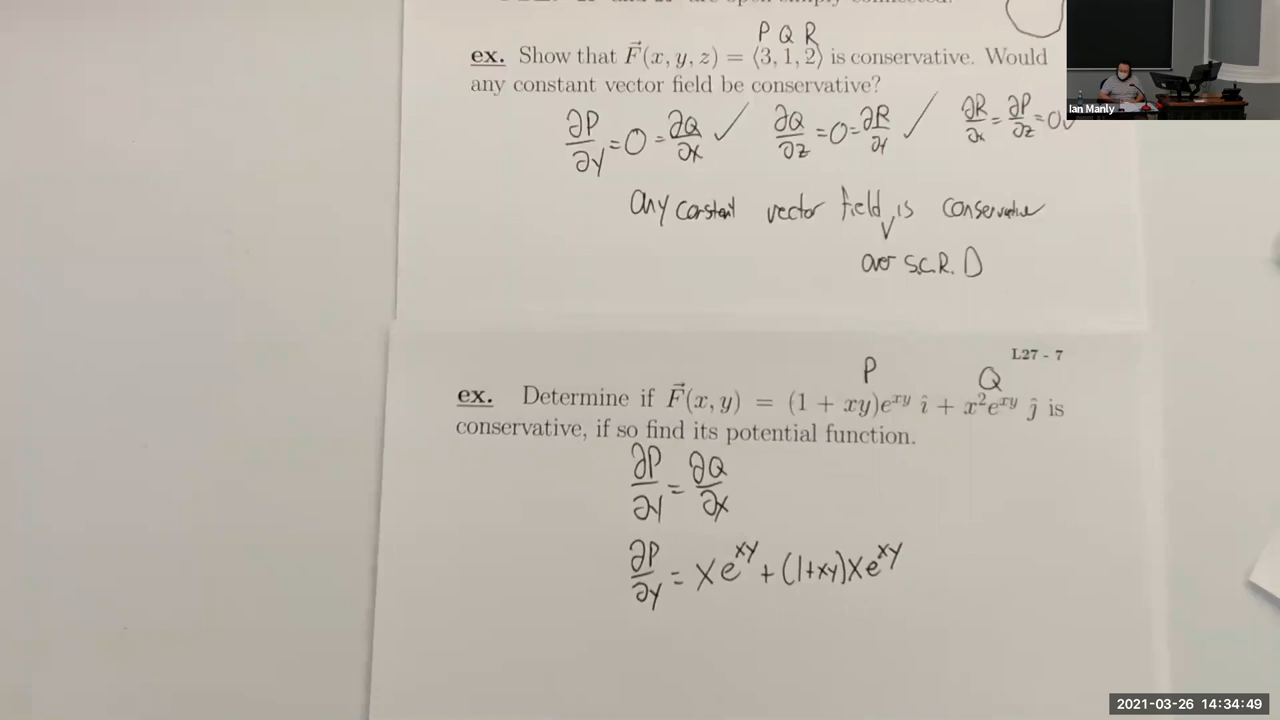 P Q R
ex. Show that F⃗(x, y, z) = ⟨3, 1, 2⟩ is conservative. Would
any constant vector field be conservative?
∂P/∂y = 0 = ∂Q/∂x ✓ ∂Q/∂z = 0 = ∂R/∂y ✓ ∂R/∂x = ∂P/∂z = 0
any constant vector field is conservative
over S.C.R. D
Ian Manly
L27 - 7
P Q
ex. Determine if F⃗(x, y) = (1 + xy)e^{xy} î + x²e^{xy} ĵ is
conservative, if so find its potential function.
∂P/∂y = ∂Q/∂x
∂P/∂y = xe^{xy} + (1+xy)xe^{xy}
2021-03-26 14:34:49